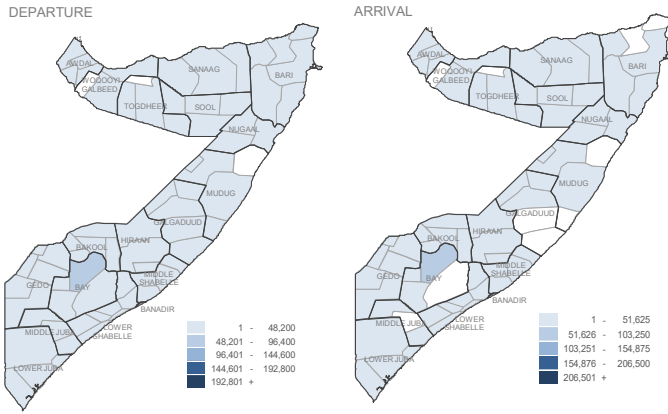 DEPARTURE
AWDAL
WOQOOYI
GALBEED
SANAAG
BARI
TOGDHEER
SOOL
NUGAAL
MUDUG
GALGADUUD
HIRAAN
BAKOOL
GEDO
BAY
MIDDLE
SHABELLE
BANADIR
LOWER
SHABELLE
MIDDLE JUBA
LOWER JUBA
1 - 48,200
48,201 - 96,400
96,401 - 144,600
144,601 - 192,800
192,801 +
ARRIVAL
AWDAL
WOQOOYI
GALBEED
SANAAG
BARI
TOGDHEER
SOOL
NUGAAL
MUDUG
GALGADUUD
HIRAAN
BAKOOL
GEDO
BAY
MIDDLE
SHABELLE
BANADIR
LOWER
SHABELLE
MIDDLE JUBA
LOWER JUBA
1 - 51,625
51,626 - 103,250
103,251 - 154,875
154,876 - 206,500
206,501 +